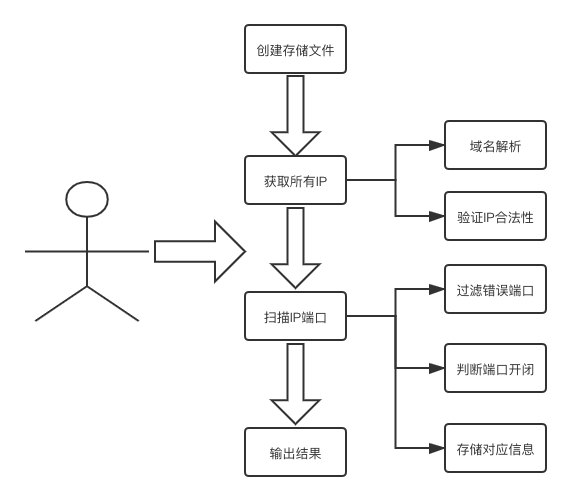 创建存储文件
获取所有IP
域名解析
验证IP合法性
扫描IP端口
过滤错误端口
判断端口开闭
存储对应信息
输出结果